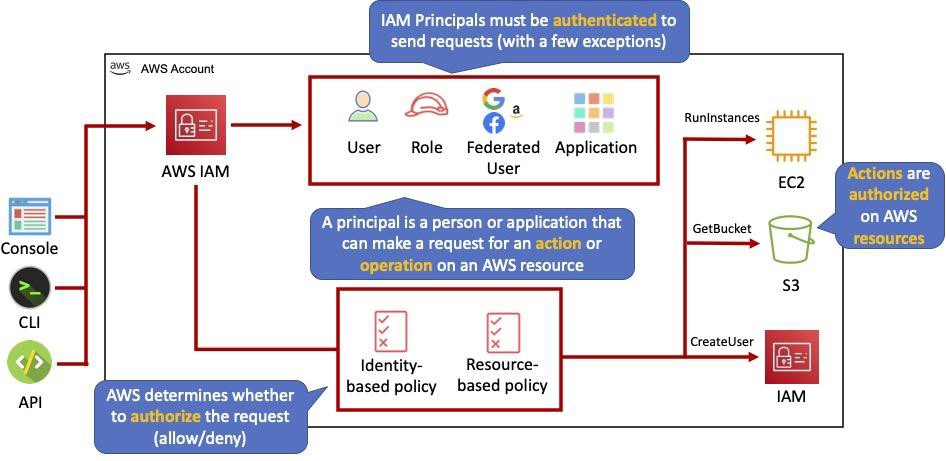 IAM Principals must be authenticated to
send requests (with a few exceptions)
aws
AWS Account
AWS IAM
User
Role
Federated
User
Application
a
RunInstances
EC2
Actions are
authorized
on AWS
resources
A principal is a person or application that
can make a request for an action or
operation on an AWS resource
GetBucket
S3
Console
CLI
API
Identity-
based policy
Resource-
based policy
CreateUser
IAM
AWS determines whether
to authorize the request
(allow/deny)